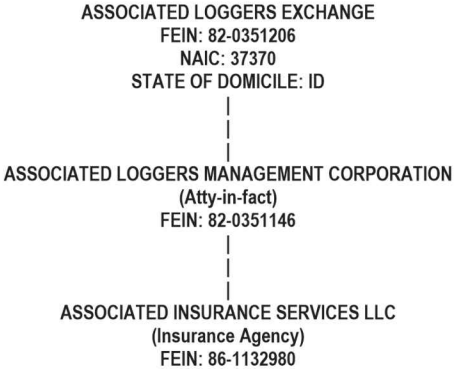 ASSOCIATED LOGGERS EXCHANGE
FEIN: 82-0351206
NAIC: 37370
STATE OF DOMICILE: ID
ASSOCIATED LOGGERS MANAGEMENT CORPORATION
(Atty-in-fact)
FEIN: 82-0351146
ASSOCIATED INSURANCE SERVICES LLC
(Insurance Agency)
FEIN: 86-1132980